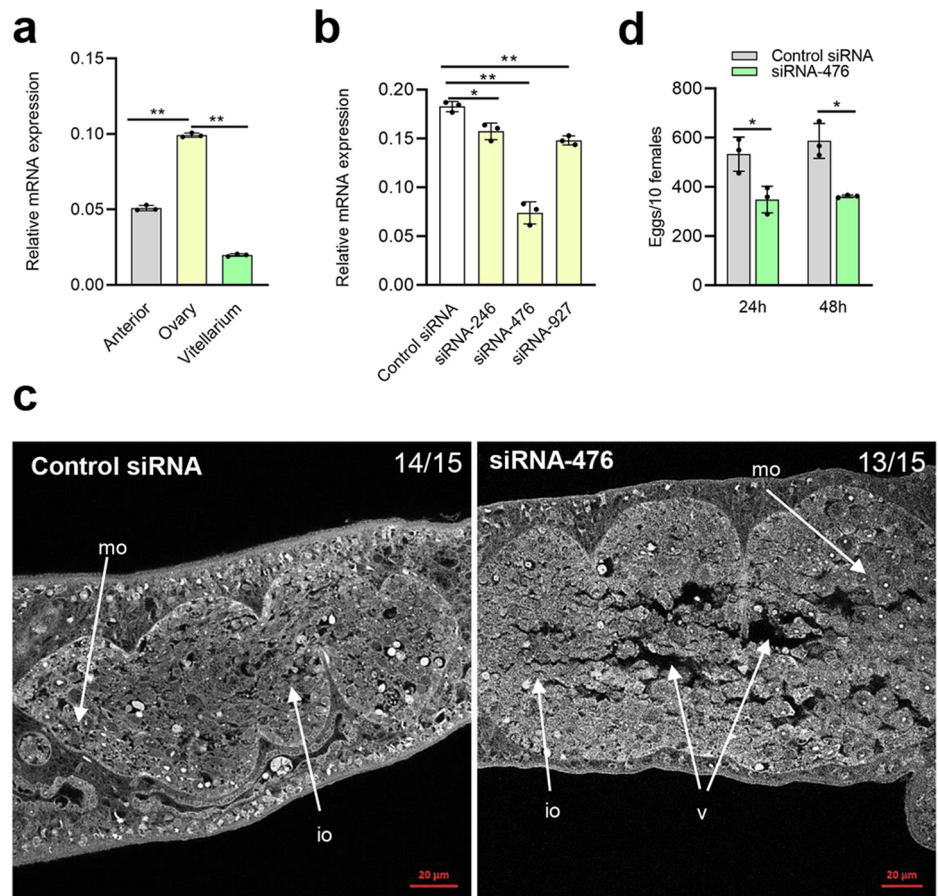 a
0.15
0.10
0.05
0.00
Relative mRNA expression
**
**
Anterior
Ovary
Vitellarium
b
0.20
0.15
0.10
0.05
0.00
Relative mRNA expression
**
**
*
Control siRNA
siRNA-246
siRNA-476
siRNA-927
d
Control siRNA
siRNA-476
800
600
400
200
0
Eggs/10 females
*
*
24h
48h
c
Control siRNA
14/15
mo
io
20 µm
siRNA-476
13/15
mo
io
v
20 µm